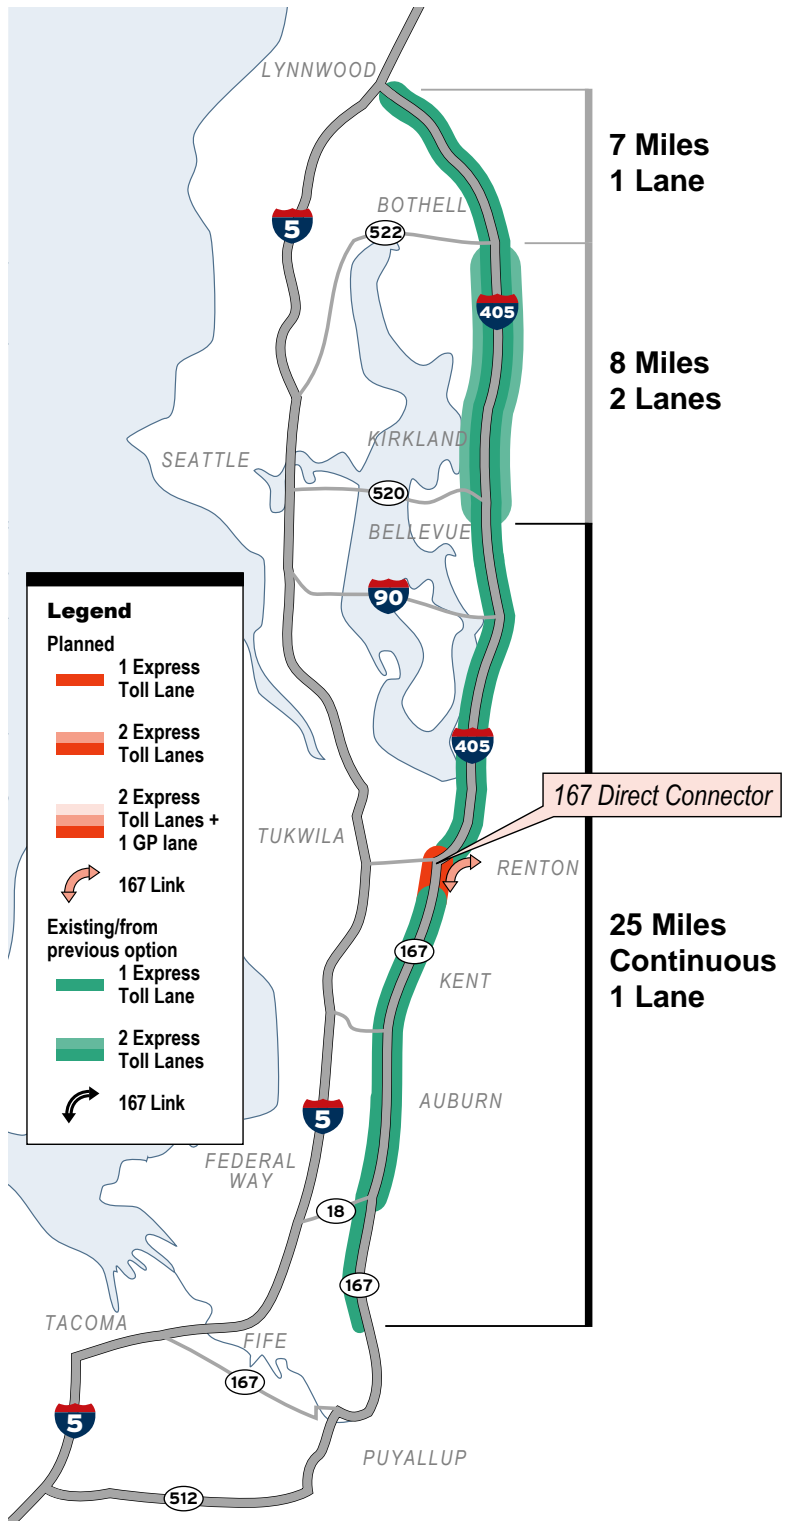 LYNNWOOD
7 Miles
1 Lane
BOTHELL
5
522
405
8 Miles
2 Lanes
KIRKLAND
SEATTLE
520
BELLEVUE
90
Legend
Planned
1 Express
Toll Lane
2 Express
Toll Lanes
2 Express
Toll Lanes +
1 GP lane
167 Link
Existing/from
previous option
1 Express
Toll Lane
2 Express
Toll Lanes
167 Link
405
167 Direct Connector
TUKWILA
RENTON
25 Miles
Continuous
1 Lane
167
KENT
AUBURN
5
FEDERAL
WAY
18
167
TACOMA
FIFE
167
5
PUYALLUP
512